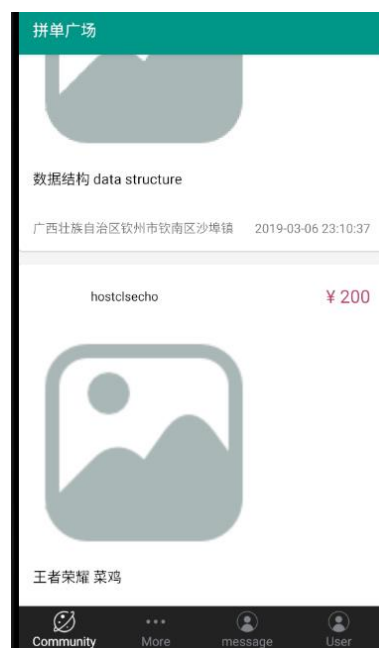 拼单广场
数据结构 data structure
广西壮族自治区钦州市钦南区沙埠镇 2019-03-06 23:10:37
hostclsecho ¥ 200
王者荣耀 菜鸡
Community More message User